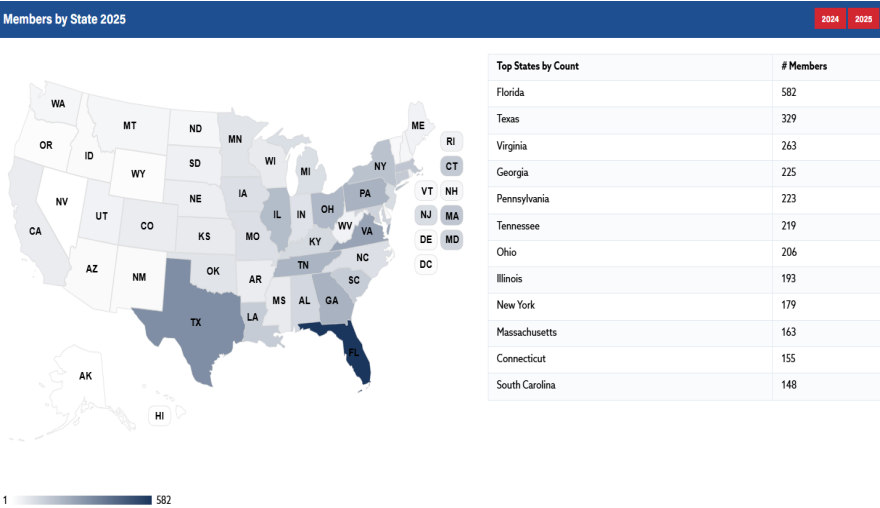 Members by State 2025
2024 2025
Top States by Count # Members
Florida 582
Texas 329
Virginia 263
Georgia 225
Pennsylvania 223
Tennessee 219
Ohio 206
Illinois 193
New York 179
Massachusetts 163
Connecticut 155
South Carolina 148
WA
MT
ND
MN
ME
OR
ID
WY
SD
WI
MI
NY
RI
CT
VT NH
NV
UT
CO
NE
IA
IL
IN
OH
PA
NJ MA
CA
KS
MO
KY
WV
VA
DE MD
DC
AZ
NM
OK
AR
TN
NC
SC
MS
AL
GA
TX
LA
FL
AK
HI
1 582